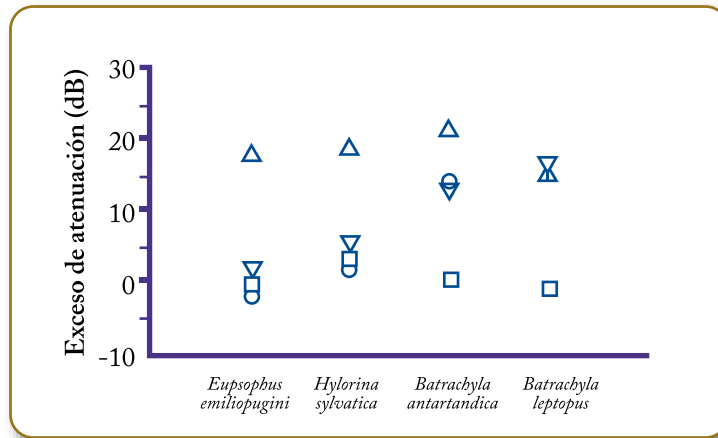 Exceso de atenuación (dB)
30
20
10
0
-10
Eupsophus
emiliopugini
Hylorina
sylvatica
Batrachyla
antartandica
Batrachyla
leptopus